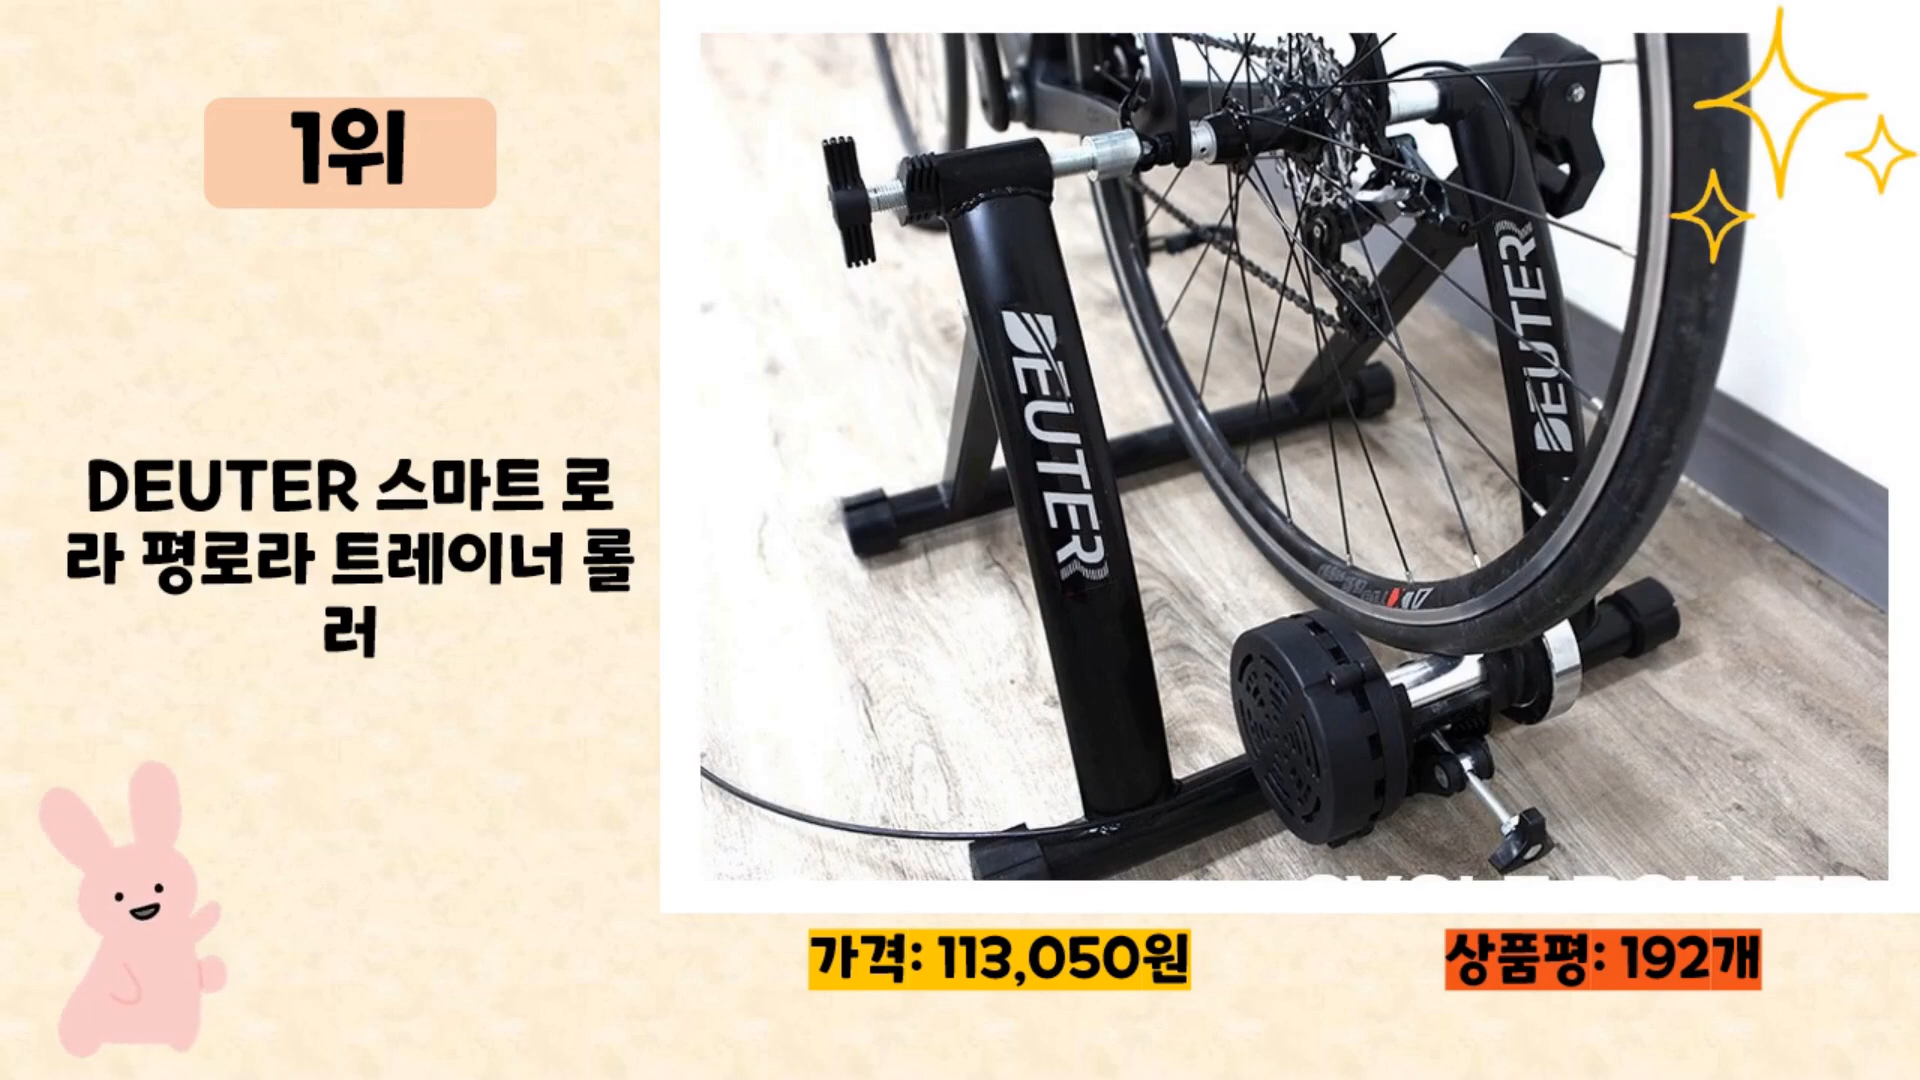 1위
DEUTER 스마트 로
라 평로라 트레이너 롤
러
DEUTER
DEUTER
가격: 113,050원
상품평: 192개